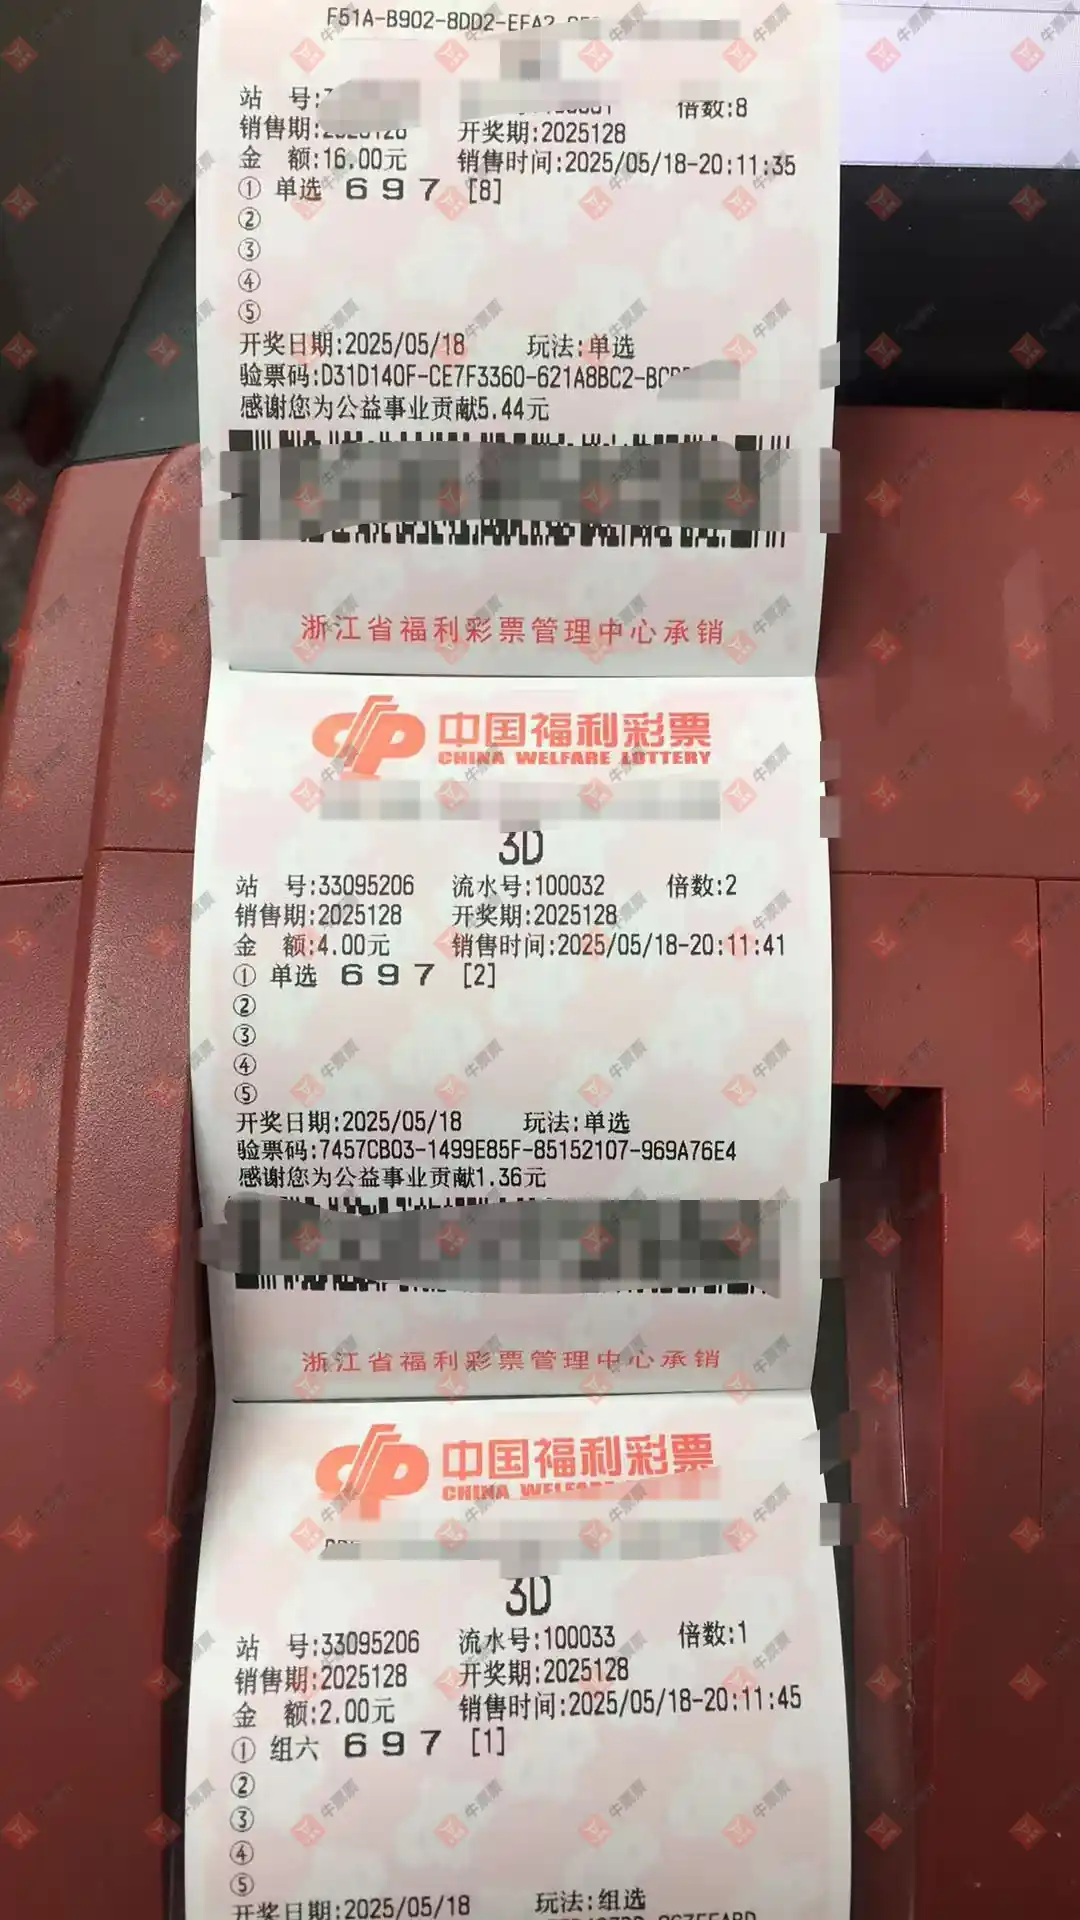 F51A-B902-8DD2-EFA2
站 号: 倍数:8
销售期:2025128 开奖期:2025128
金 额:16.00元 销售时间:2025/05/18-20:11:35
① 单选 697 [8]
②
③
④
⑤
开奖日期:2025/05/18 玩法:单选
验票码:D31D140F-CE7F3360-621A8BC2-
感谢您为公益事业贡献5.44元
浙江省福利彩票管理中心承销
中国福利彩票
CHINA WELFARE LOTTERY
3D
站 号:33095206 流水号:100032 倍数:2
销售期:2025128 开奖期:2025128
金 额:4.00元 销售时间:2025/05/18-20:11:41
① 单选 697 [2]
②
③
④
⑤
开奖日期:2025/05/18 玩法:单选
验票码:7457CB03-1499E85F-85152107-969A76E4
感谢您为公益事业贡献1.36元
浙江省福利彩票管理中心承销
中国福利彩票
CHINA WELFARE
3D
站 号:33095206 流水号:100033 倍数:1
销售期:2025128 开奖期:2025128
金 额:2.00元 销售时间:2025/05/18-20:11:45
① 组六 697 [1]
②
③
④
⑤
开奖日期:2025/05/18 玩法:组选
牛票票